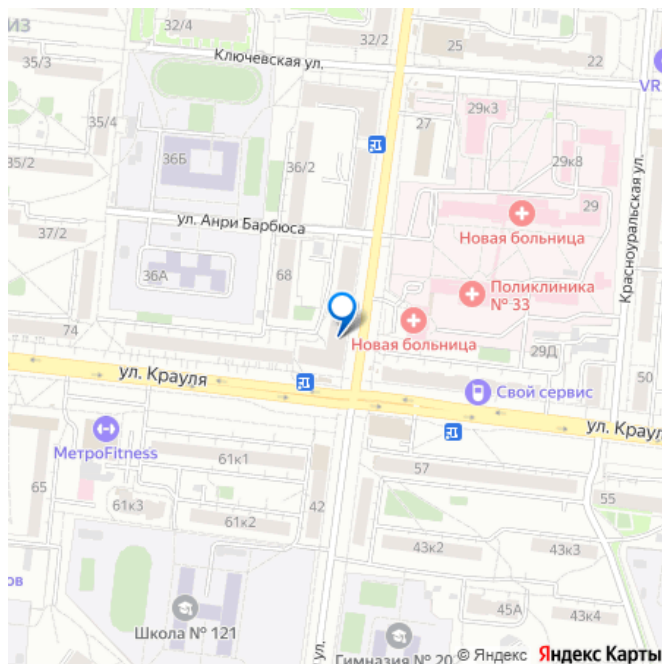 ИЗ
32/4
32/2
25
22
35/3
Ключевская ул.
VR
29к3
35/4
27
36Б
36/2
29к8
35/2
29
ул. Анри Барбюса
Новая больница
37/2
Красноуральская ул.
36А
68
Поликлиника
№ 33
74
Новая больница
29Д
50
ул. Крауля
Свой сервис
ул. Краул
МетроFitness
61к1
57
65
42
55
61к3
61к2
43к2
43к3
ов
45А
43к4
Школа № 121
ул.
Гимназия № 20
© Яндекс Яндекс Карты